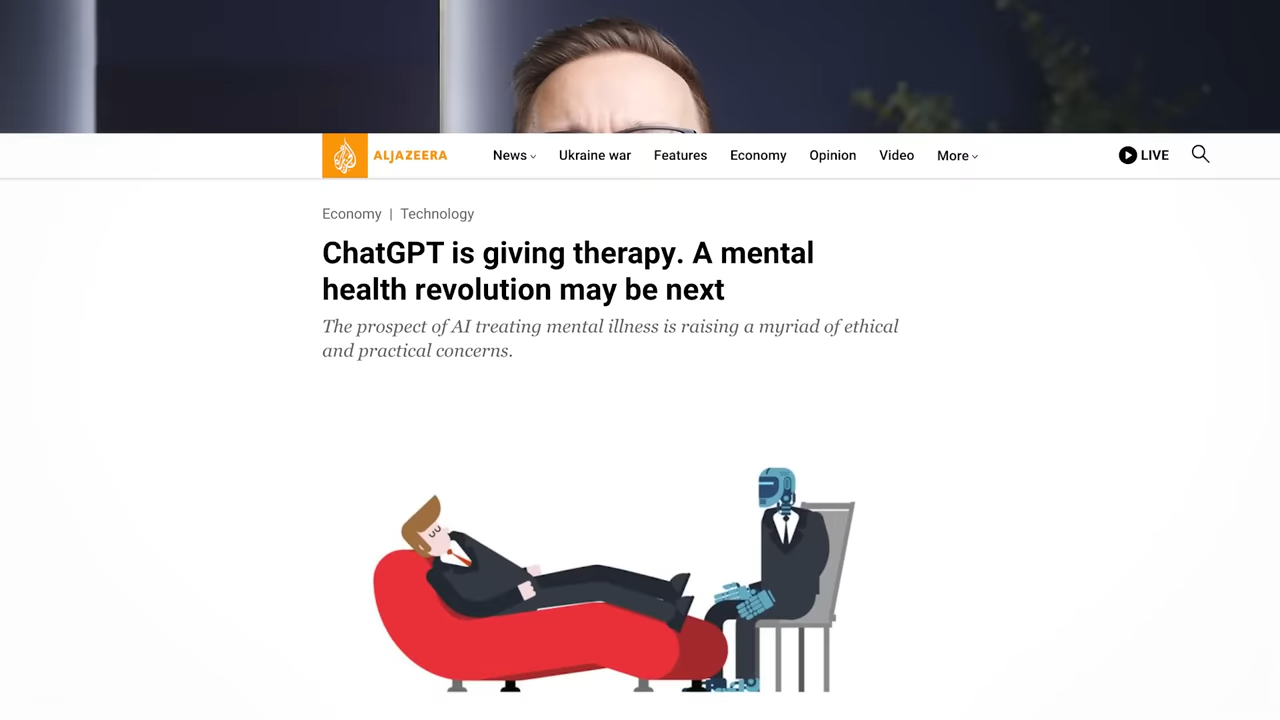 ALJAZEERA
News
Ukraine war
Features
Economy
Opinion
Video
More
LIVE
Economy | Technology
ChatGPT is giving therapy. A mental
health revolution may be next
The prospect of AI treating mental illness is raising a myriad of ethical
and practical concerns.